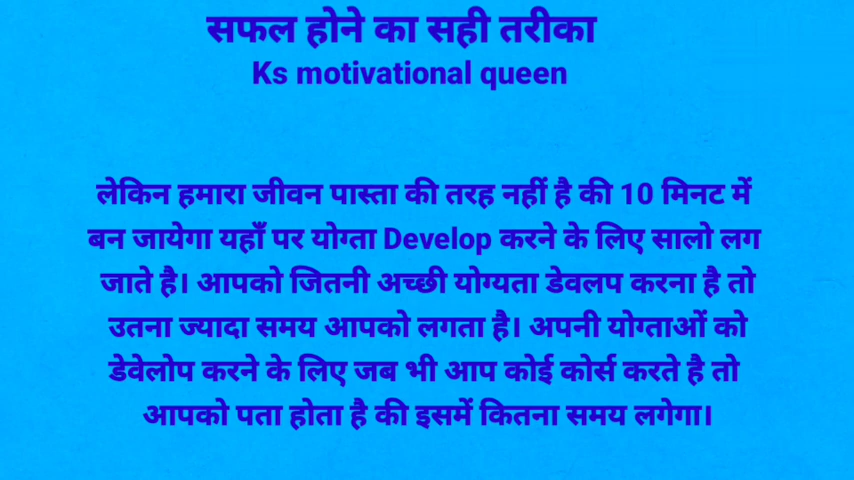 सफल होने का सही तरीका
Ks motivational queen
लेकिन हमारा जीवन पास्ता की तरह नहीं है की 10 मिनट में
बन जायेगा यहाँ पर योग्ता Develop करने के लिए सालो लग
जाते है। आपको जितनी अच्छी योग्यता डेवलप करना है तो
उतना ज्यादा समय आपको लगता है। अपनी योग्ताओं को
डेवेलोप करने के लिए जब भी आप कोई कोर्स करते है तो
आपको पता होता है की इसमें कितना समय लगेगा।